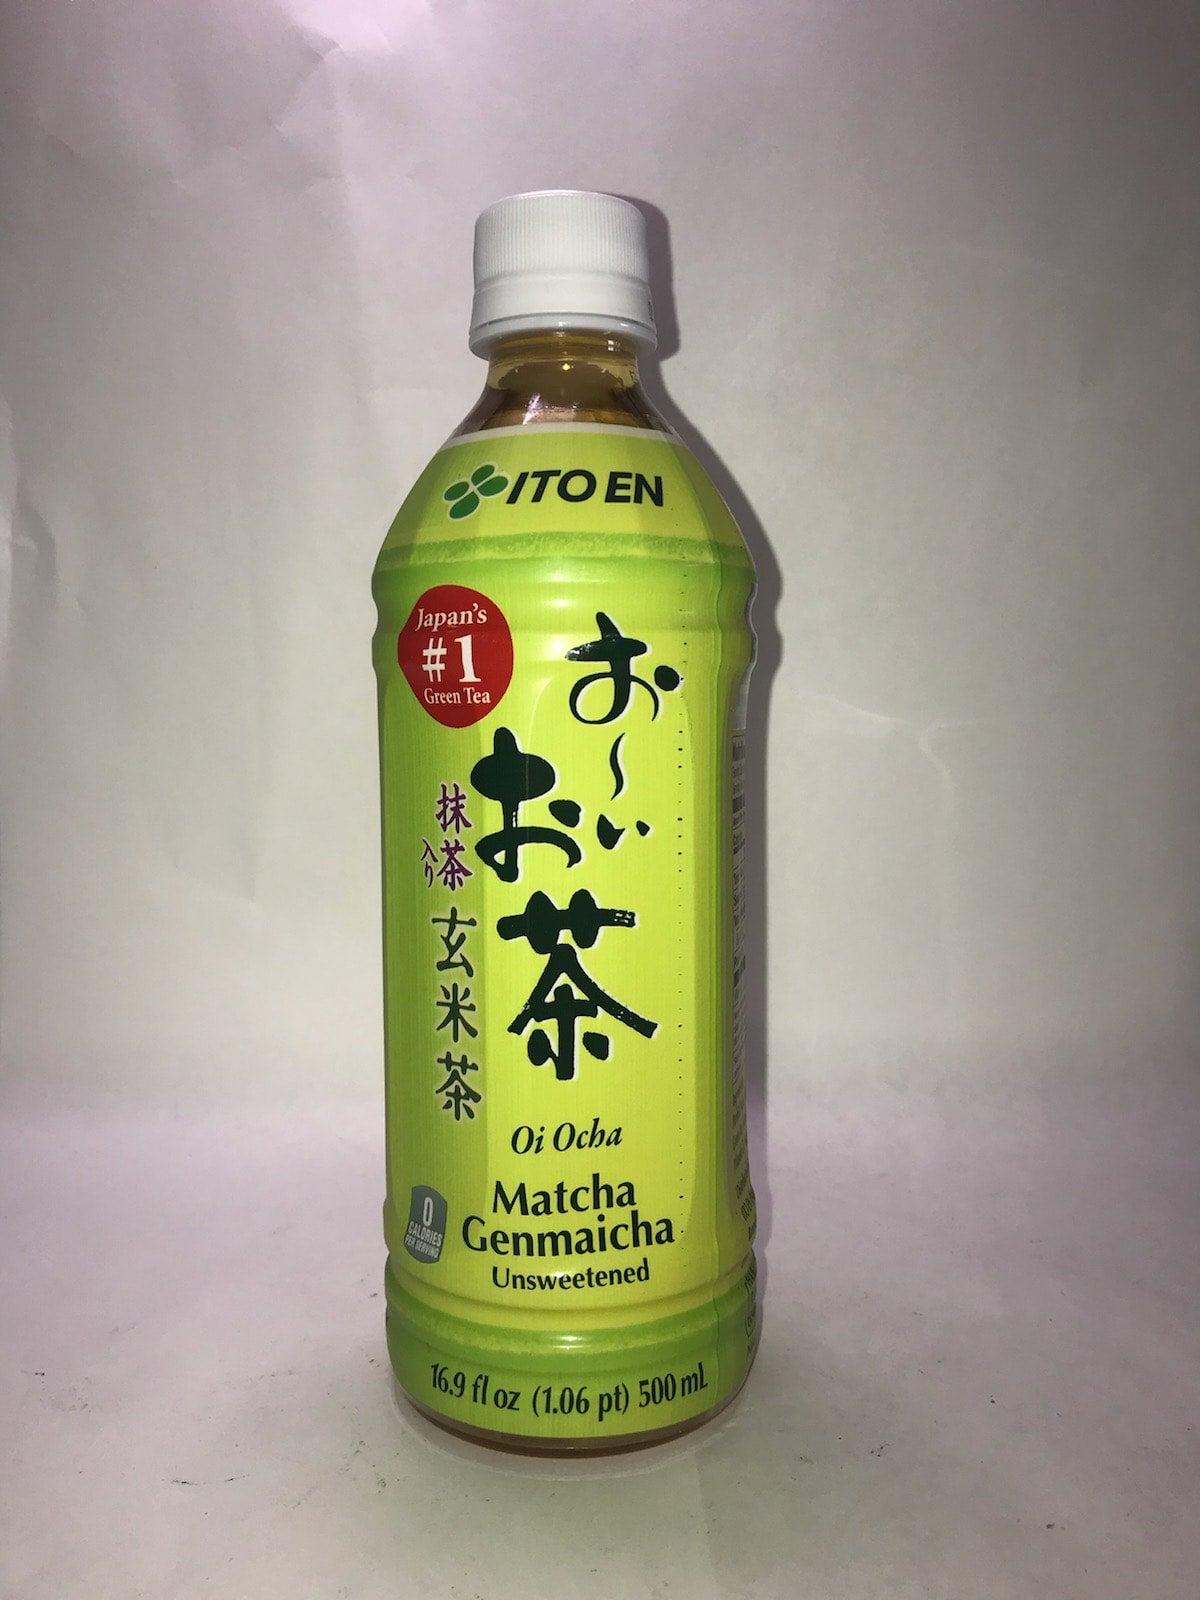 ITO EN
Japan's
#1
Green Tea
お〜い
お茶
抹茶
入り
玄米茶
Oi Ocha
Matcha
Genmaicha
Unsweetened
0
CALORIES
PER SERVING
16.9 fl oz (1.06 pt) 500 mL